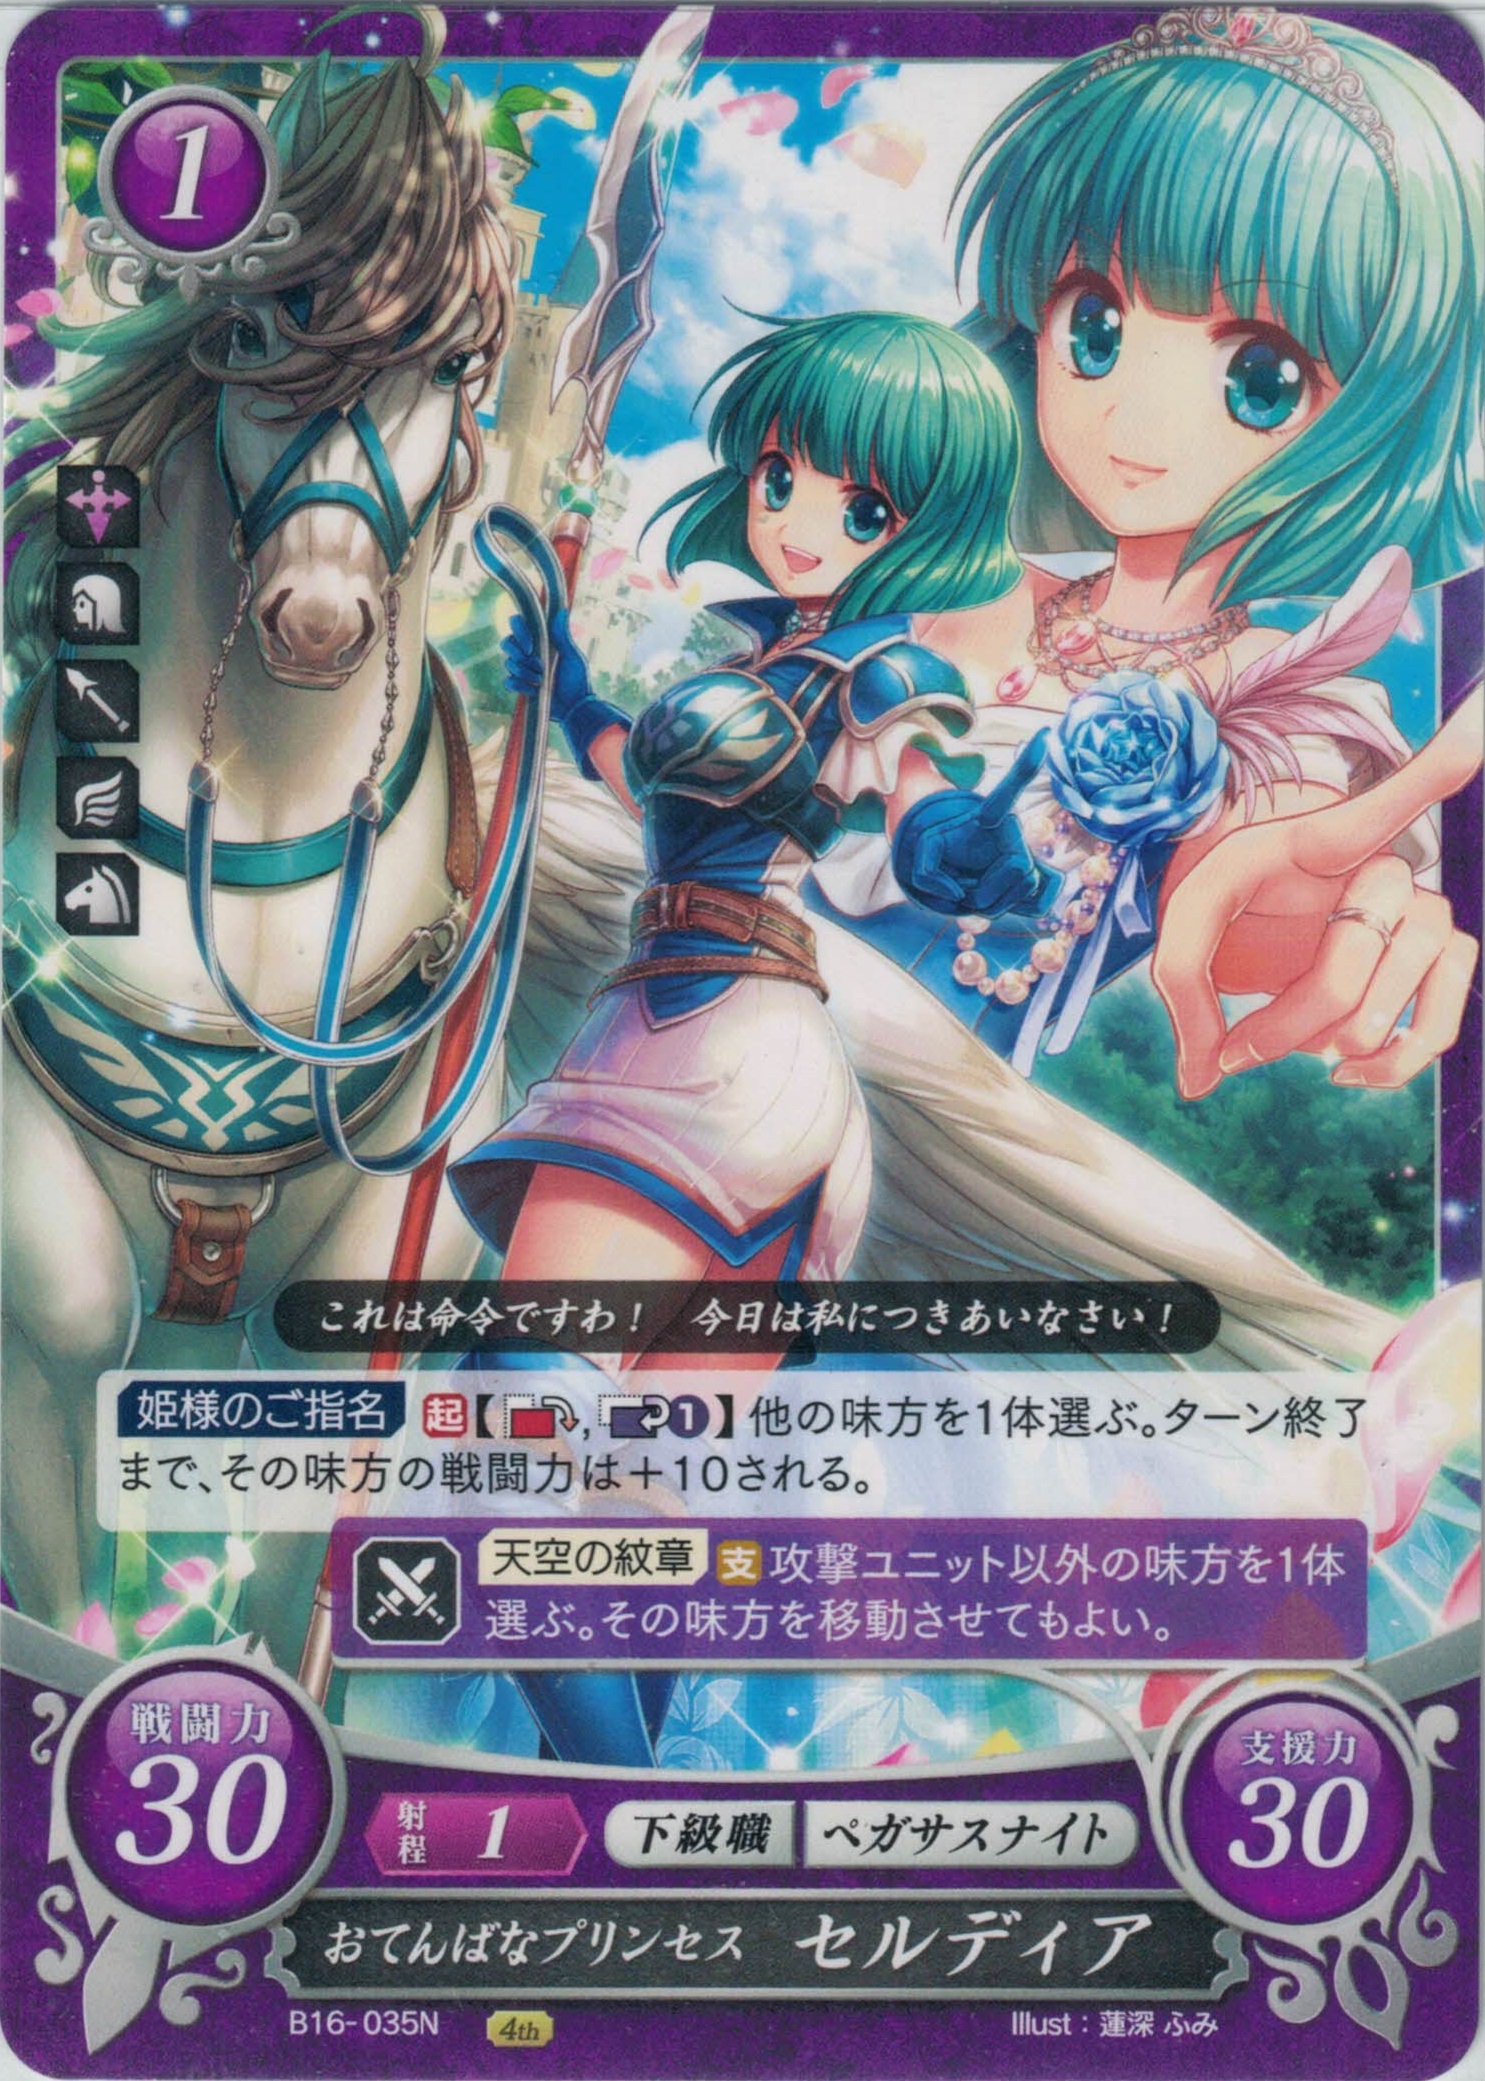 1
これは命令ですわ！　今日は私につきあいなさい！
姫様のご指名 起【 , 1】他の味方を1体選ぶ。ターン終了
まで、その味方の戦闘力は＋10される。
天空の紋章 支 攻撃ユニット以外の味方を1体
選ぶ。その味方を移動させてもよい。
戦闘力
30
射程 1
下級職 ペガサスナイト
支援力
30
おてんばなプリンセス セルディア
B16-035N 4th Illust：蓮深 ふみ